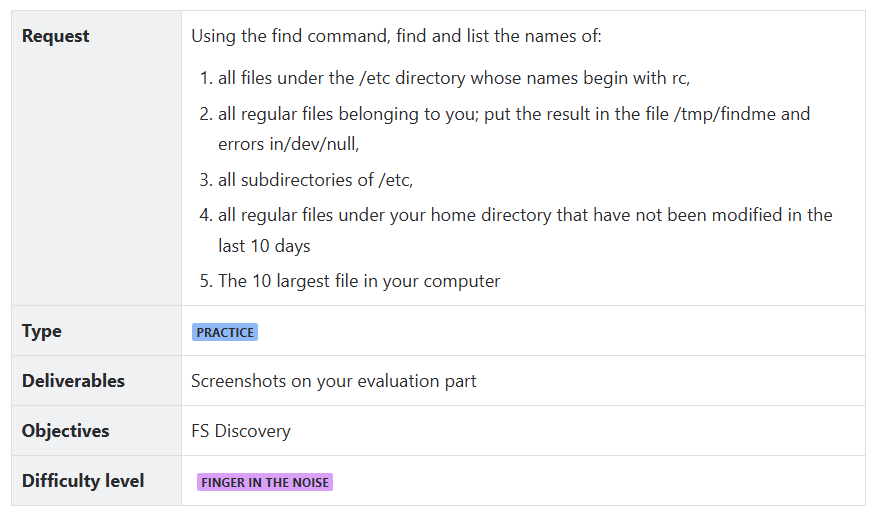 Request
Using the find command, find and list the names of:
1. all files under the /etc directory whose names begin with rc,
2. all regular files belonging to you; put the result in the file /tmp/findme and
errors in/dev/null,
3. all subdirectories of /etc,
4. all regular files under your home directory that have not been modified in the
last 10 days
5. The 10 largest file in your computer
Type
PRACTICE
Deliverables
Screenshots on your evaluation part
Objectives
FS Discovery
Difficulty level
FINGER IN THE NOISE